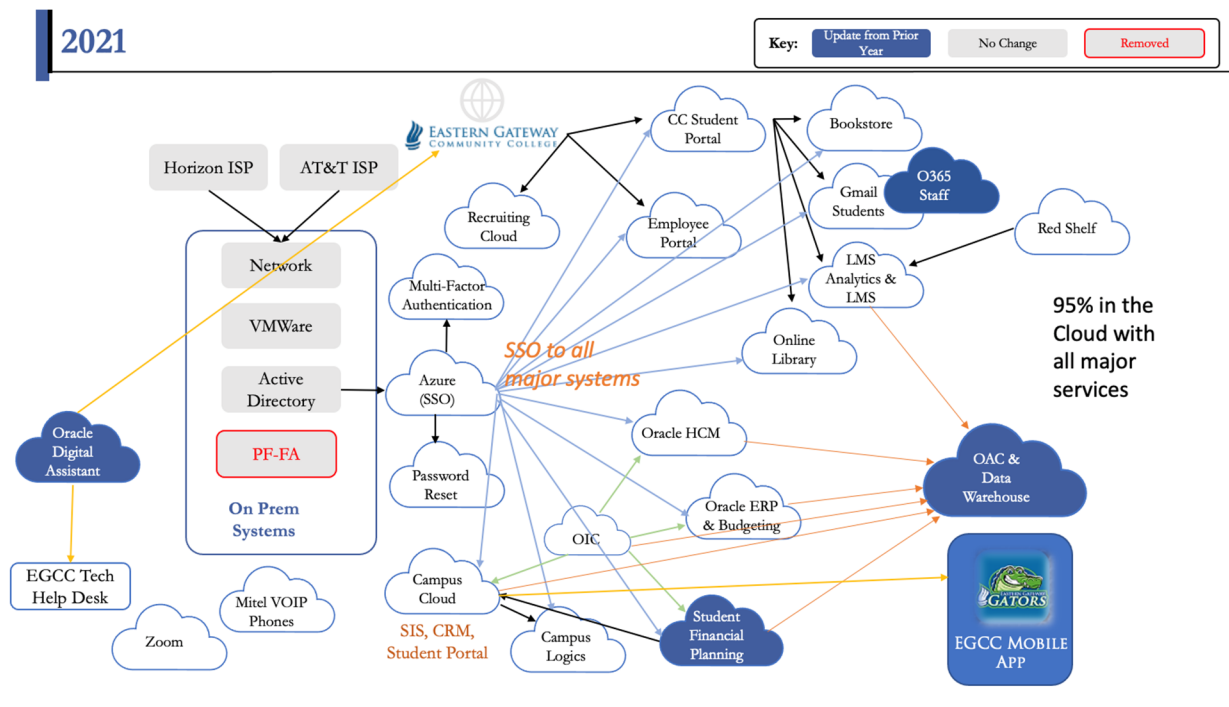 2021
Key:
Update from Prior
Year
No Change
Removed
EASTERN GATEWAY
COMMUNITY COLLEGE
CC Student
Portal
Bookstore
Horizon ISP
AT&T ISP
O365
Staff
Gmail
Students
Recruiting
Cloud
Employee
Portal
Red Shelf
Network
Multi-Factor
Authentication
LMS
Analytics &
LMS
95% in the
Cloud with
all major
services
VMWare
SSO to all
major systems
Online
Library
Active
Directory
Azure
(SSO)
Oracle
Digital
Assistant
PF-FA
Oracle HCM
OAC &
Data
Warehouse
Password
Reset
On Prem
Systems
Oracle ERP
& Budgeting
OIC
EGCC Tech
Help Desk
Campus
Cloud
Mitel VOIP
Phones
EASTERN GATEWAY
GATORS
Zoom
SIS, CRM,
Student Portal
Campus
Logics
Student
Financial
Planning
EGCC MOBILE
APP